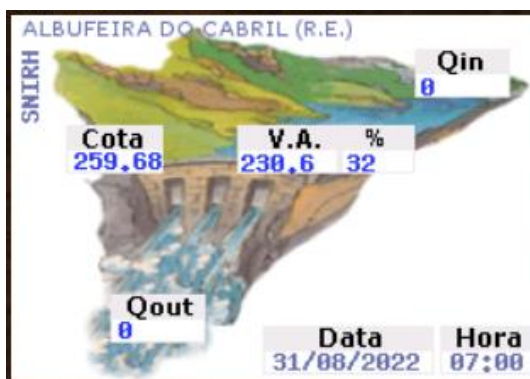 ALBUFEIRA DO CABRIL (R.E.)
SNIRH
Qin
0
Cota
259.68
V.A. %
230.6 32
Qout
0
Data Hora
31/08/2022 07:00